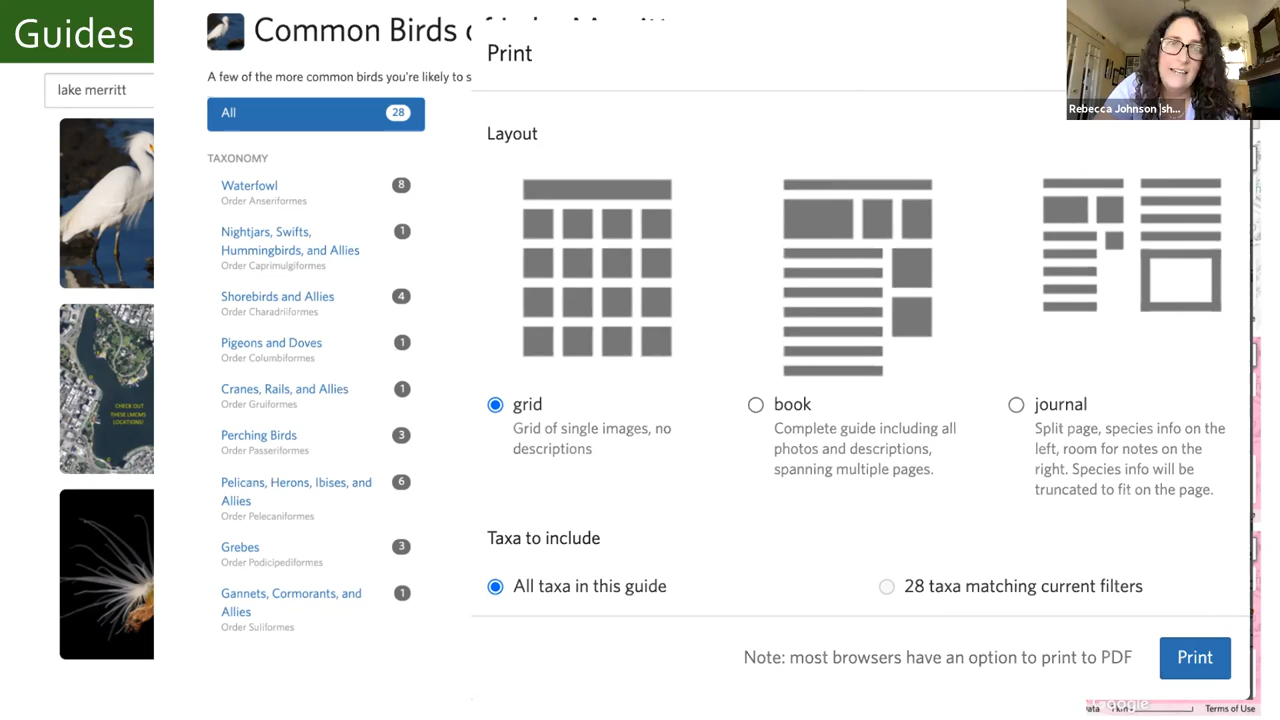 Guides
lake merritt
CHECK OUT
THESE LMCMS
LOCATIONS!
Common Birds
A few of the more common birds you're likely to s
All 28
TAXONOMY
Waterfowl 8
Order Anseriformes
Nightjars, Swifts, 1
Hummingbirds, and Allies
Order Caprimulgiformes
Shorebirds and Allies 4
Order Charadriiformes
Pigeons and Doves 1
Order Columbiformes
Cranes, Rails, and Allies 1
Order Gruiformes
Perching Birds 3
Order Passeriformes
Pelicans, Herons, Ibises, and 6
Allies
Order Pelecaniformes
Grebes 3
Order Podicipediformes
Gannets, Cormorants, and 1
Allies
Order Suliformes
Print
Layout
grid
Grid of single images, no
descriptions
book
Complete guide including all
photos and descriptions,
spanning multiple pages.
journal
Split page, species info on the
left, room for notes on the
right. Species info will be
truncated to fit on the page.
Taxa to include
All taxa in this guide
28 taxa matching current filters
Note: most browsers have an option to print to PDF
Print
Rebecca Johnson |sh...
Google
Terms of Use